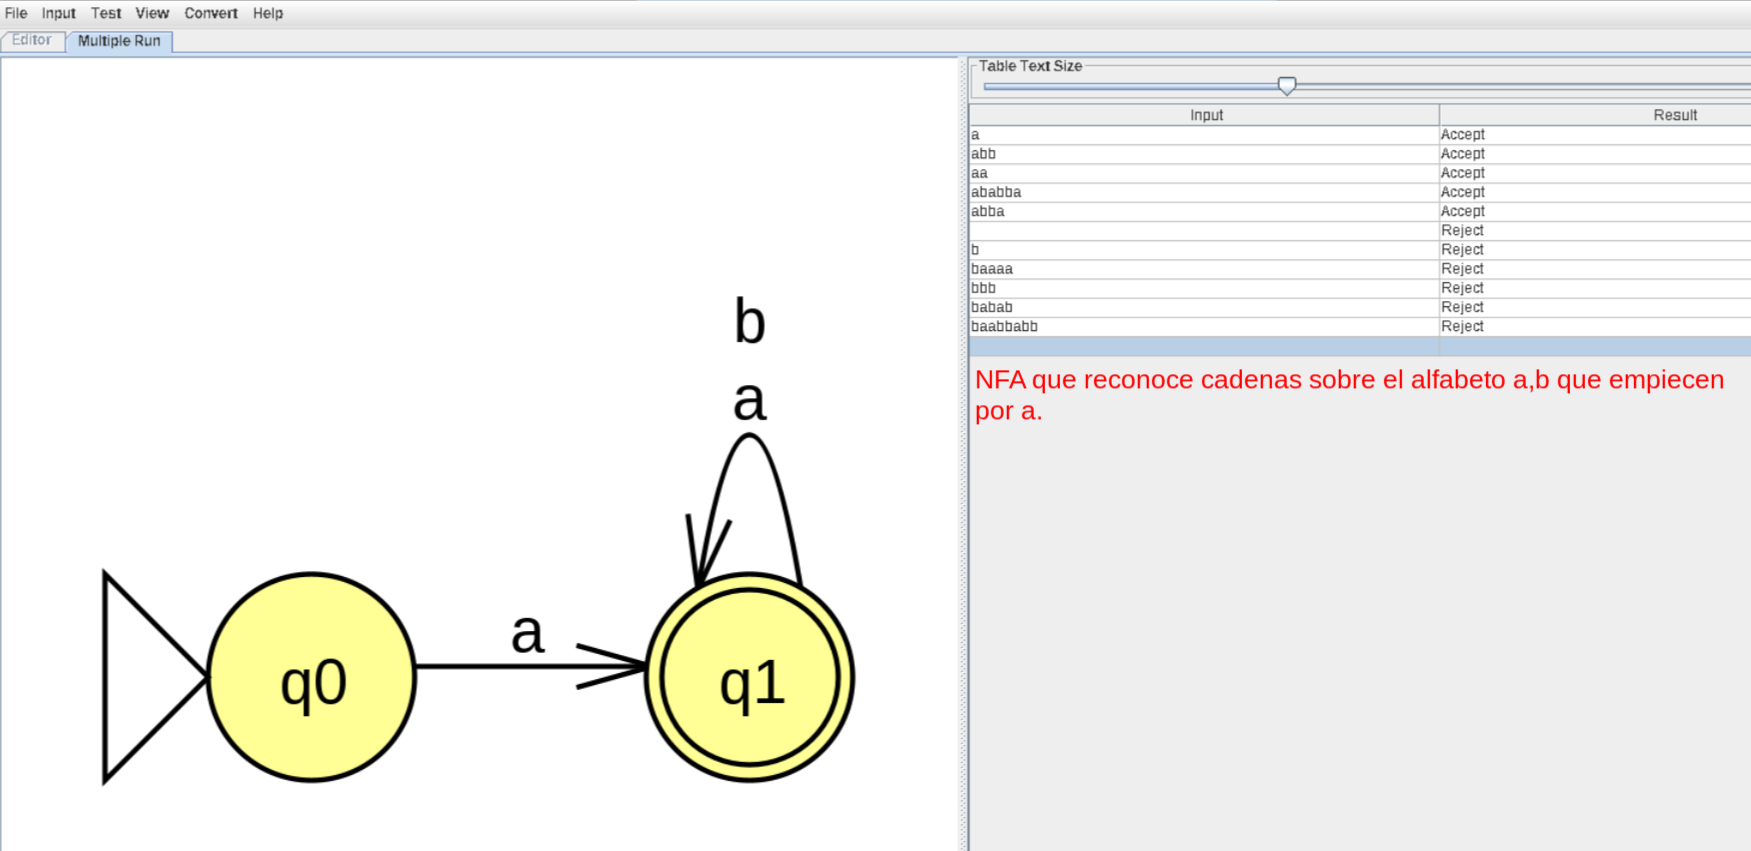 File Input Test View Convert Help
Editor Multiple Run
Table Text Size
Input Result
a Accept
abb Accept
aa Accept
ababba Accept
abba Accept
Reject
b Reject
baaaa Reject
bbb Reject
babab Reject
baabbabb Reject
NFA que reconoce cadenas sobre el alfabeto a,b que empiecen
por a.
b
a
a
q0
q1